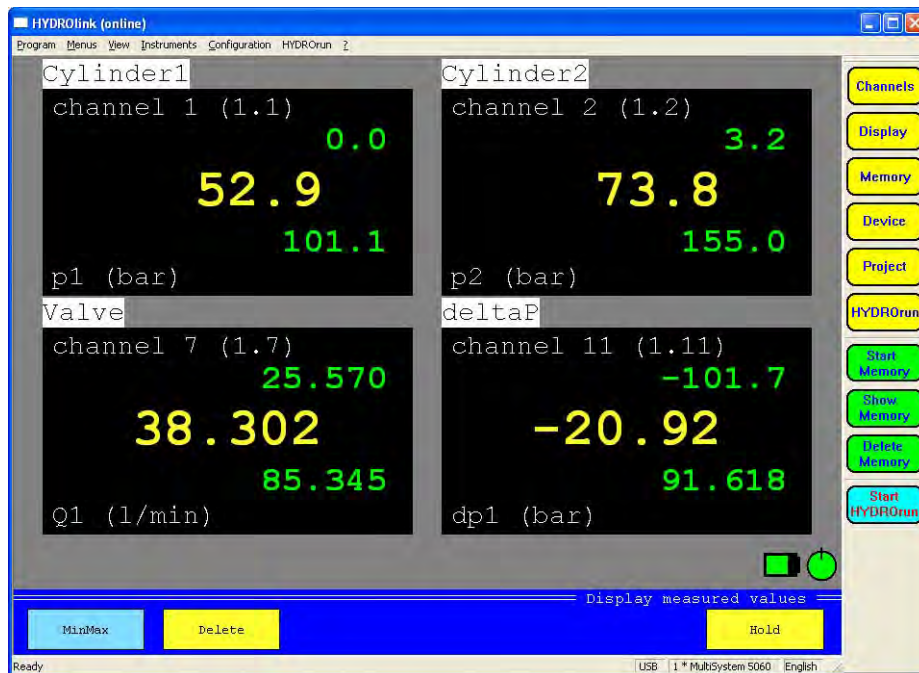 HYDROlink (online)
Program Menus View Instruments Configuration HYDROrun ?
Cylinder1
channel 1 (1.1)
0.0
52.9
101.1
p1 (bar)
Cylinder2
channel 2 (1.2)
3.2
73.8
155.0
p2 (bar)
Valve
channel 7 (1.7)
25.570
38.302
85.345
Q1 (l/min)
deltaP
channel 11 (1.11)
-101.7
-20.92
91.618
dp1 (bar)
Channels
Display
Memory
Device
Project
HYDROrun
Start
Memory
Show
Memory
Delete
Memory
Start
HYDROrun
Display measured values
MinMax
Delete
Hold
Ready
USB 1 * MultiSystem 5060 English